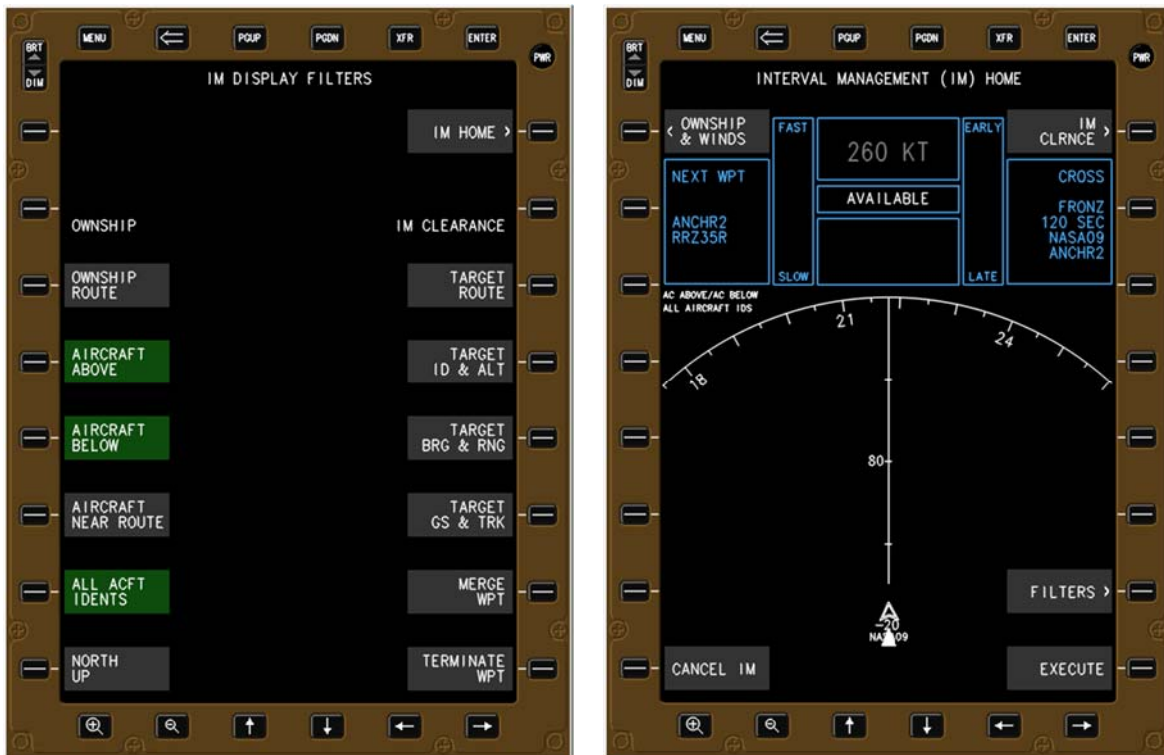 MENU
PGUP
PGDN
XFR
ENTER
BRT
DIM
PWR
IM DISPLAY FILTERS
IM HOME >
OWNSHIP
IM CLEARANCE
OWNSHIP
ROUTE
TARGET
ROUTE
AIRCRAFT
ABOVE
TARGET
ID & ALT
AIRCRAFT
BELOW
TARGET
BRG & RNG
AIRCRAFT
NEAR ROUTE
TARGET
GS & TRK
ALL ACFT
IDENTS
MERGE
WPT
NORTH
UP
TERMINATE
WPT
MENU
PGUP
PGDN
XFR
ENTER
BRT
DIM
PWR
INTERVAL MANAGEMENT (IM) HOME
< OWNSHIP
& WINDS
FAST
260 KT
EARLY
IM
CLRNCE >
NEXT WPT
ANCHR2
RRZ35R
AVAILABLE
CROSS
FRONZ
120 SEC
NASA09
ANCHR2
SLOW
LATE
AC ABOVE/AC BELOW
ALL AIRCRAFT IDS
18
21
24
80
-20
NASA09
FILTERS >
CANCEL IM
EXECUTE